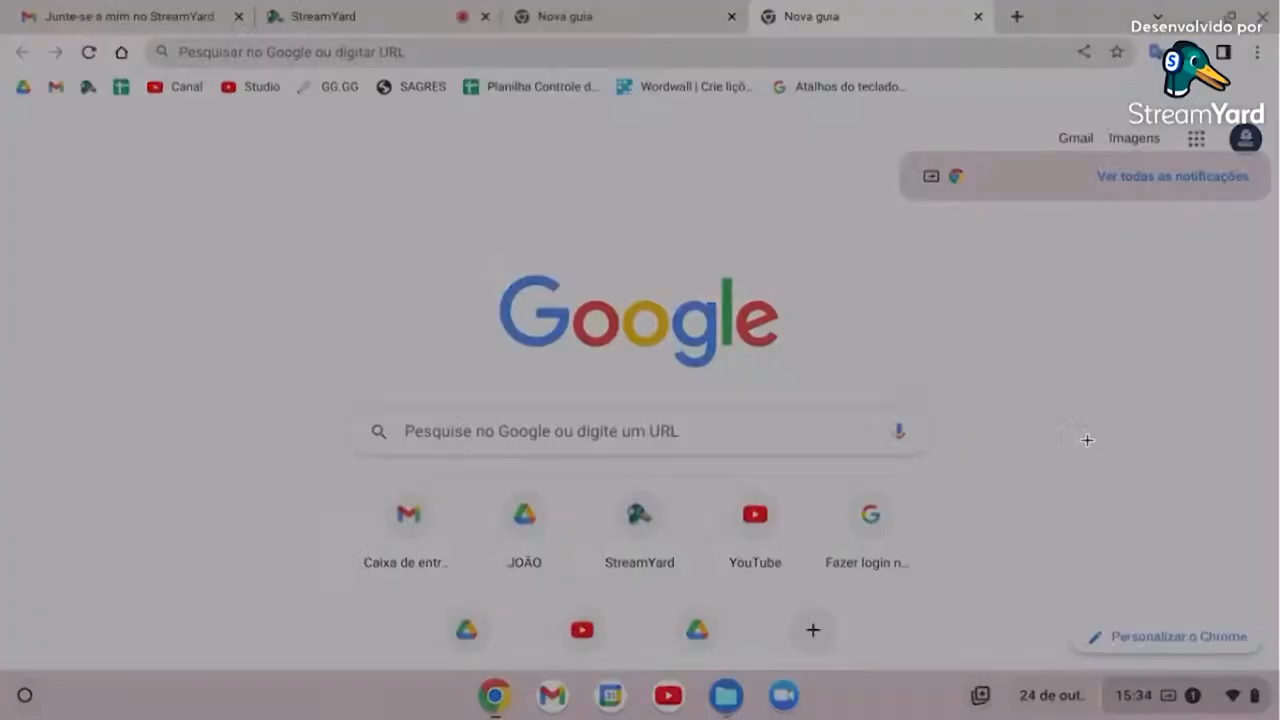 Junte-se a mim no StreamYard
StreamYard
Nova guia
Nova guia
Desenvolvido por
StreamYard
Pesquisar no Google ou digitar URL
Canal
Studio
GG.GG
SAGRES
Planilha Controle d...
Wordwall | Crie liçõ...
Atalhos do teclado...
Gmail
Imagens
Ver todas as notificações
Google
Pesquise no Google ou digite um URL
Caixa de entr...
JOÃO
StreamYard
YouTube
Fazer login n...
Personalizar o Chrome
24 de out.
15:34
1